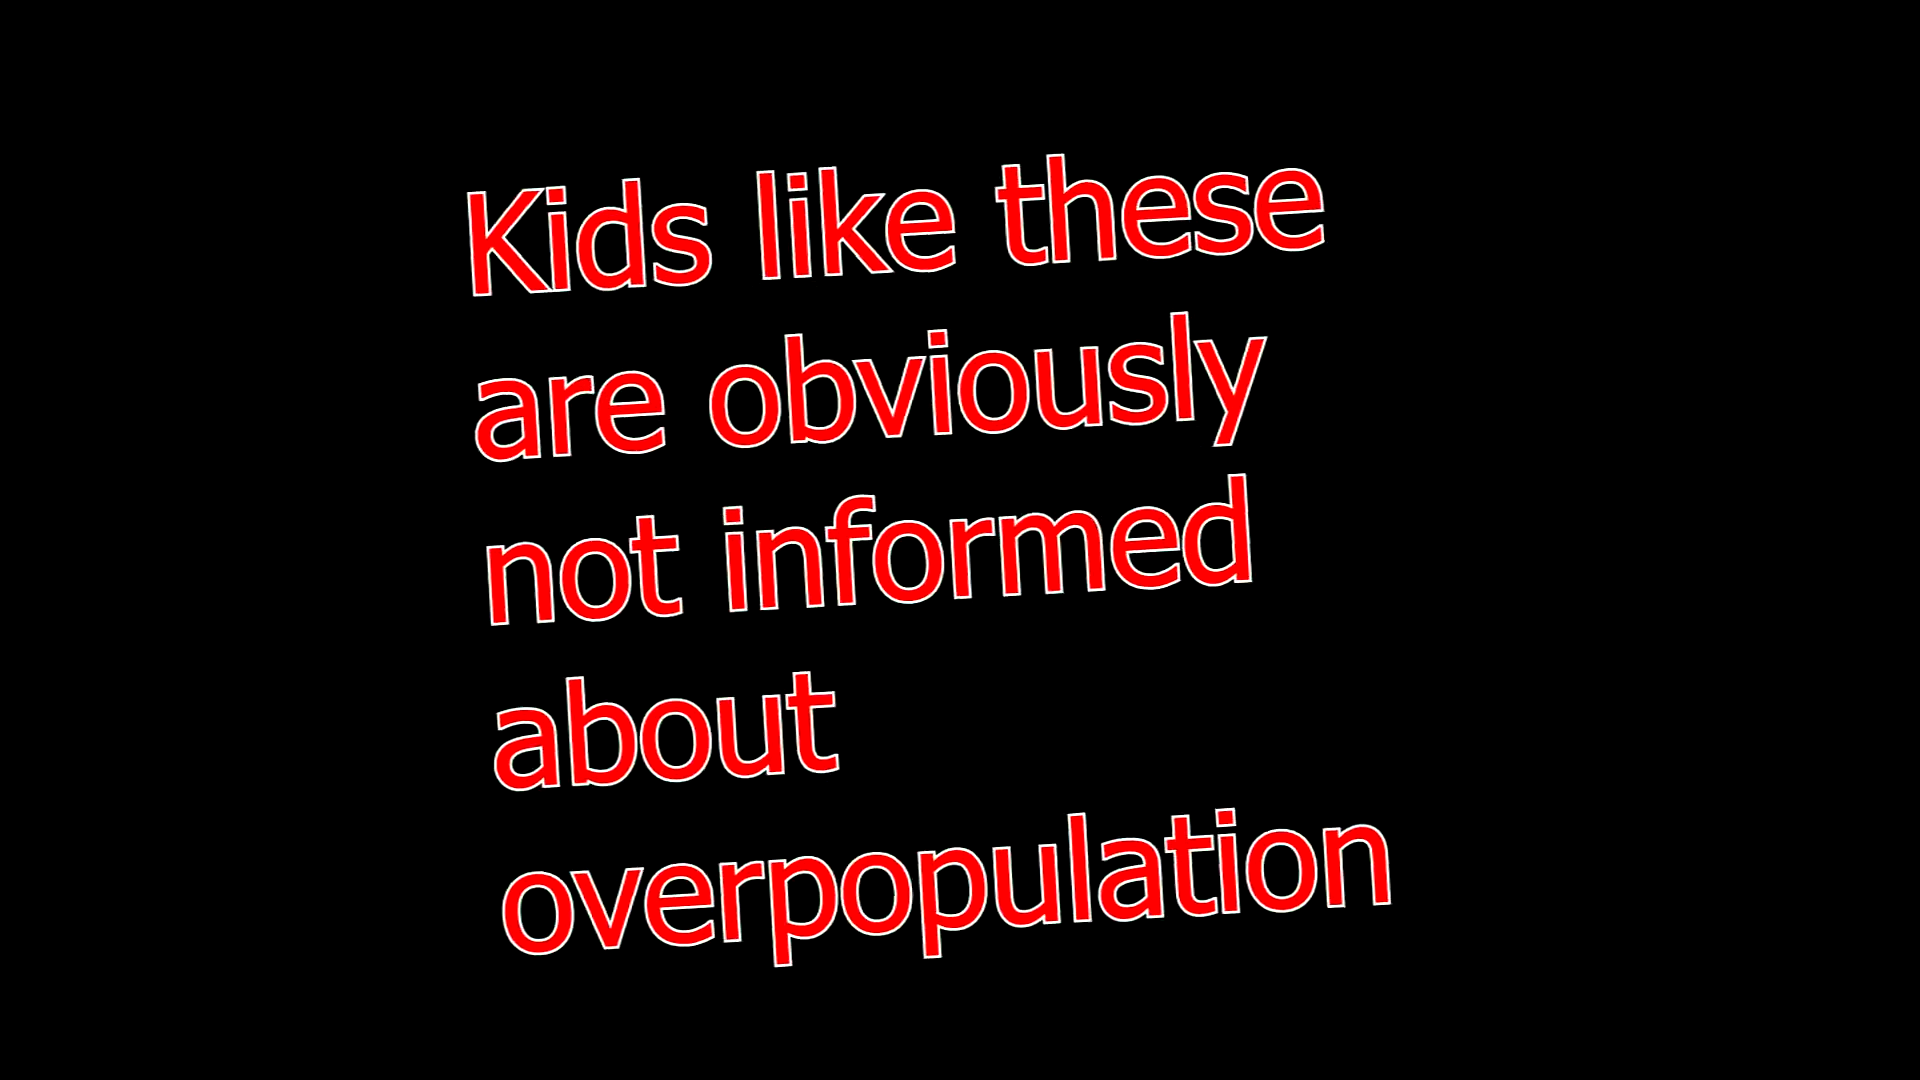 Kids like these
are obviously
not informed
about
overpopulation